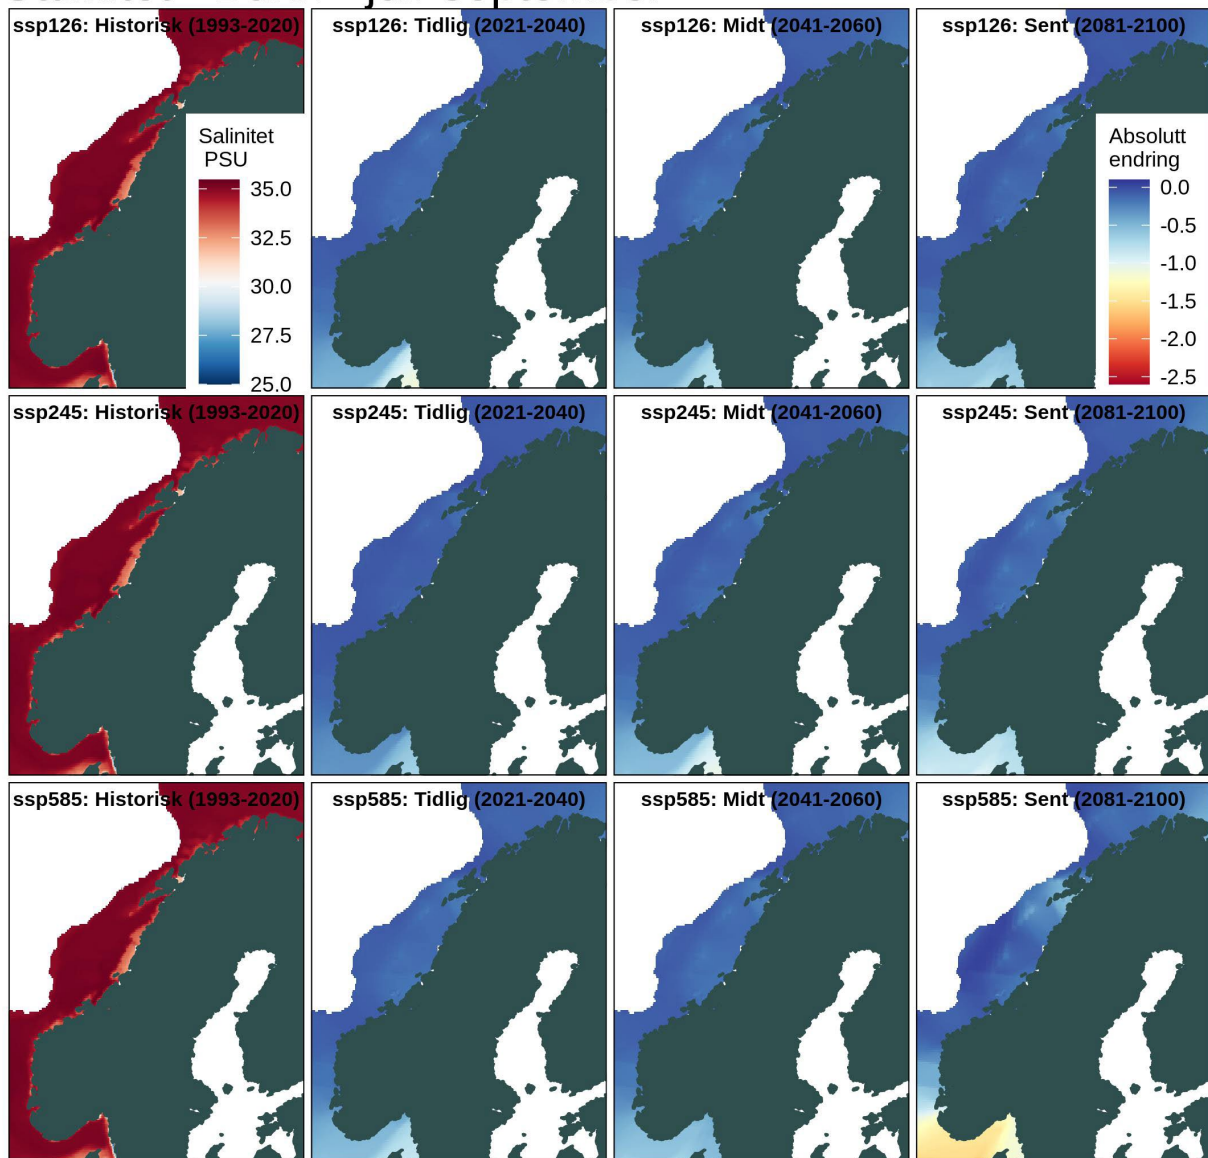 ssp126: Historisk (1993-2020)
ssp126: Tidlig (2021-2040)
ssp126: Midt (2041-2060)
ssp126: Sent (2081-2100)
Salinitet
PSU
35.0
32.5
30.0
27.5
25.0
Absolutt
endring
0.0
-0.5
-1.0
-1.5
-2.0
-2.5
ssp245: Historisk (1993-2020)
ssp245: Tidlig (2021-2040)
ssp245: Midt (2041-2060)
ssp245: Sent (2081-2100)
ssp585: Historisk (1993-2020)
ssp585: Tidlig (2021-2040)
ssp585: Midt (2041-2060)
ssp585: Sent (2081-2100)